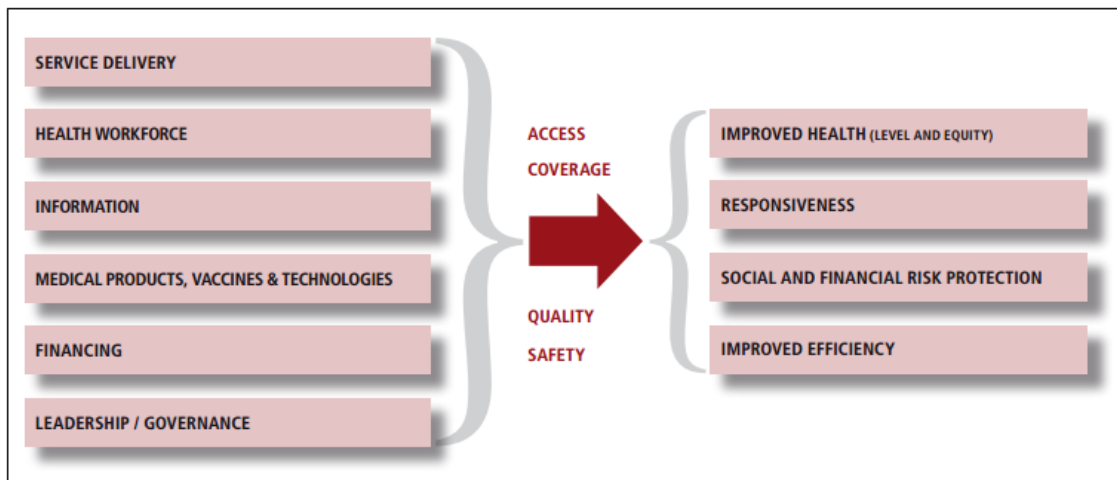 SERVICE DELIVERY
HEALTH WORKFORCE
INFORMATION
MEDICAL PRODUCTS, VACCINES & TECHNOLOGIES
FINANCING
LEADERSHIP / GOVERNANCE
ACCESS
COVERAGE
QUALITY
SAFETY
IMPROVED HEALTH (LEVEL AND EQUITY)
RESPONSIVENESS
SOCIAL AND FINANCIAL RISK PROTECTION
IMPROVED EFFICIENCY